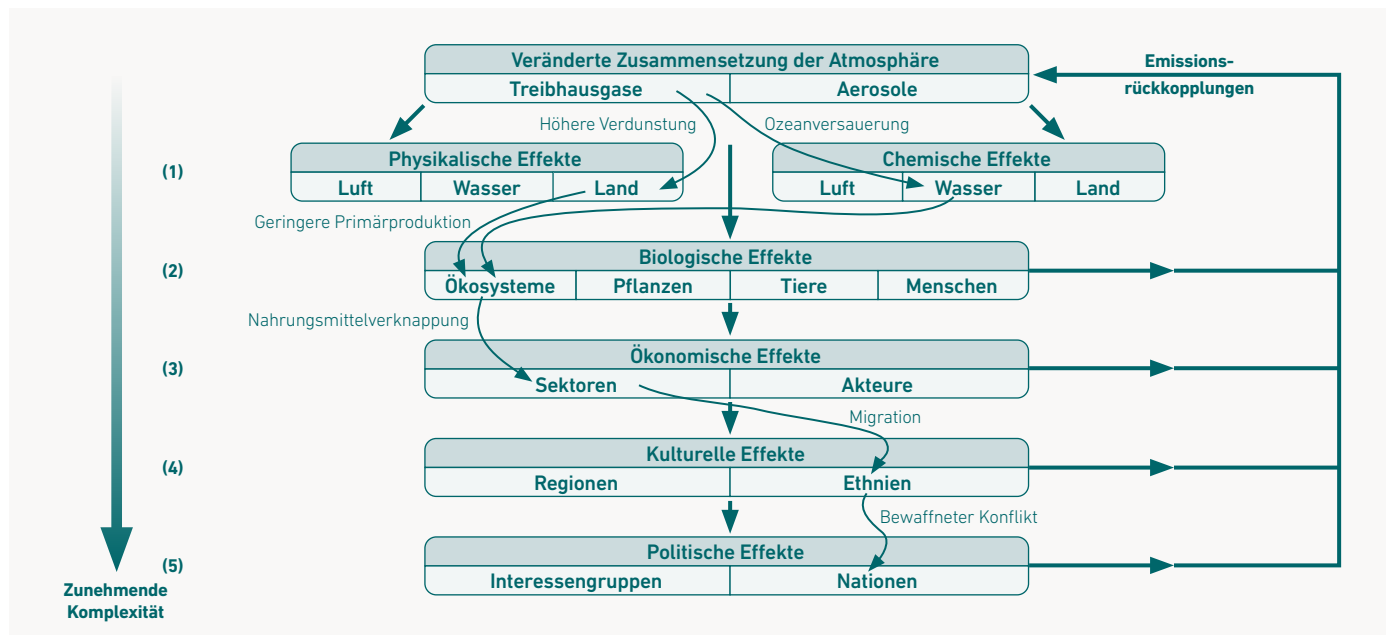 Veränderte Zusammensetzung der Atmosphäre
Treibhausgase
Aerosole
Emissions-
rückkopplungen
Höhere Verdunstung
Ozeanversauerung
(1)
Physikalische Effekte
Luft
Wasser
Land
Chemische Effekte
Luft
Wasser
Land
Geringere Primärproduktion
(2)
Biologische Effekte
Ökosysteme
Pflanzen
Tiere
Menschen
Nahrungsmittelverknappung
(3)
Ökonomische Effekte
Sektoren
Akteure
Migration
(4)
Kulturelle Effekte
Regionen
Ethnien
Bewaffneter Konflikt
(5)
Politische Effekte
Interessengruppen
Nationen
Zunehmende
Komplexität